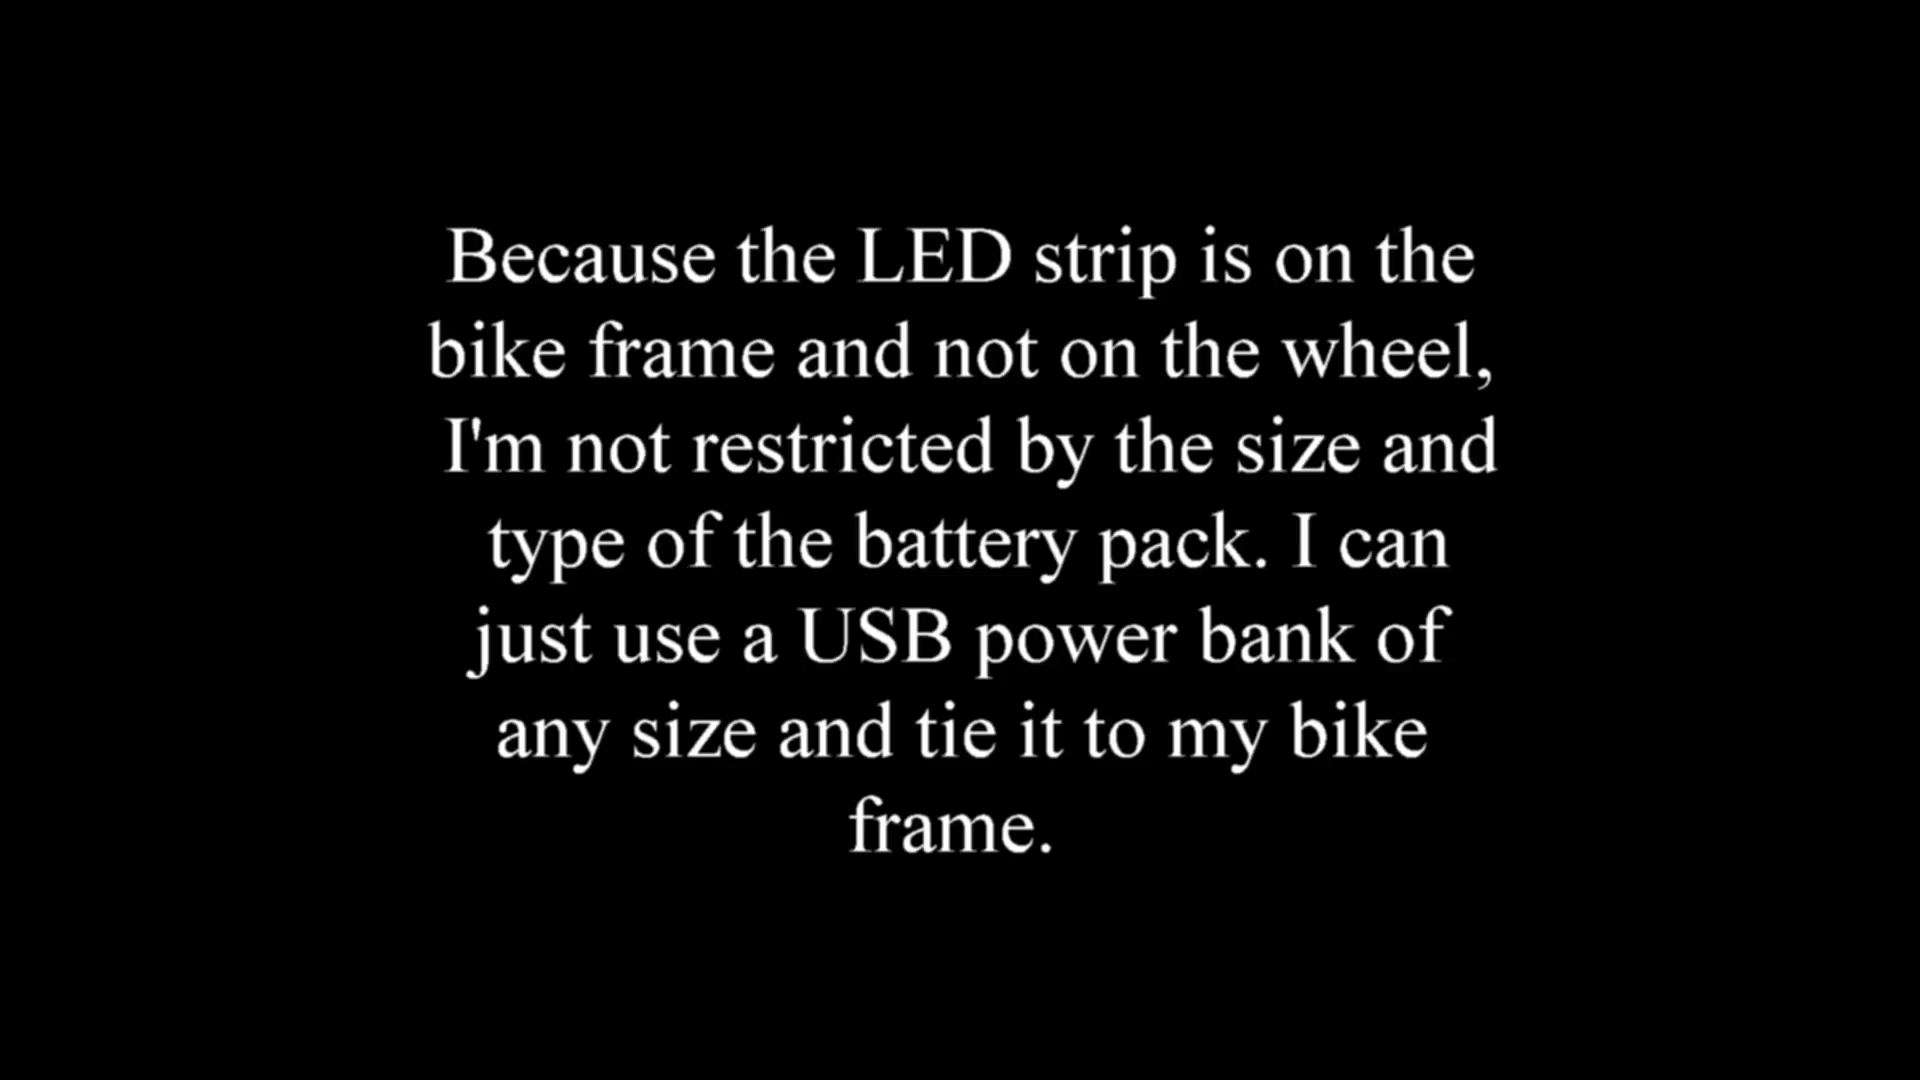 Because the LED strip is on the
bike frame and not on the wheel,
I'm not restricted by the size and
type of the battery pack. I can
just use a USB power bank of
any size and tie it to my bike
frame.